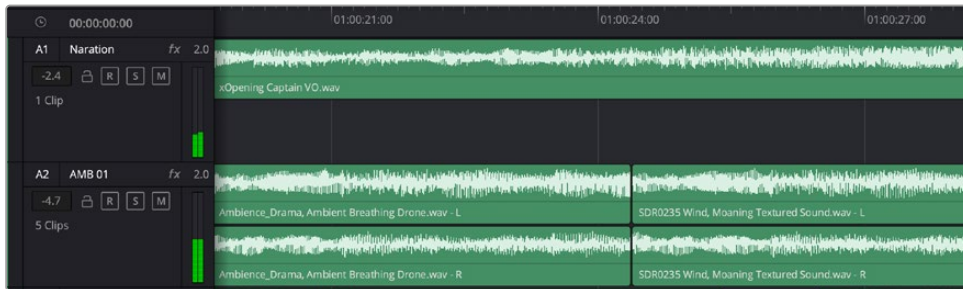 00:00:00:00 01:00:21:00 01:00:24:00 01:00:27:00
A1 Naration fx 2.0
-2.4 R S M
xOpening Captain VO.wav
1 Clip
A2 AMB 01 fx 2.0
-4.7 R S M
Ambience_Drama, Ambient Breathing Drone.wav - L SDR0235 Wind, Moaning Textured Sound.wav - L
5 Clips
Ambience_Drama, Ambient Breathing Drone.wav - R SDR0235 Wind, Moaning Textured Sound.wav - R